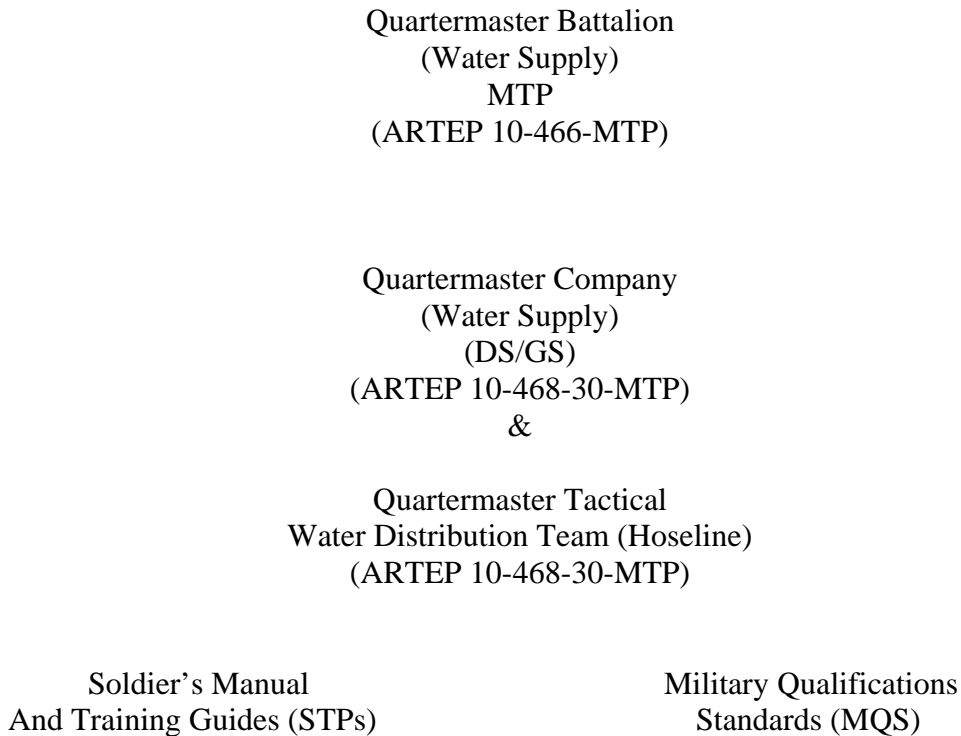 Quartermaster Battalion
(Water Supply)
MTP
(ARTEP 10-466-MTP)
Quartermaster Company
(Water Supply)
(DS/GS)
(ARTEP 10-468-30-MTP)
&
Quartermaster Tactical
Water Distribution Team (Hoseline)
(ARTEP 10-468-30-MTP)
Soldier’s Manual
And Training Guides (STPs)
Military Qualifications
Standards (MQS)